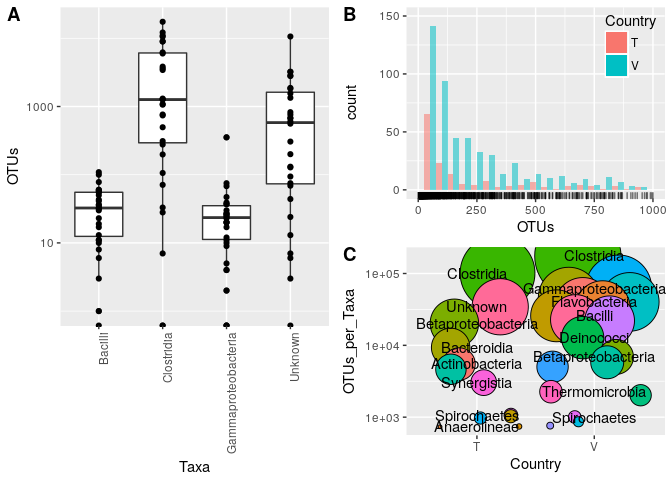 A
OTUs
1000
10
Bacilli
Clostridia
Gammaproteobacteria
Unknown
Taxa
B
count
150
100
50
0
0
250
500
750
1000
OTUs
Country
T
V
C
OTUs_per_Taxa
1e+05
1e+04
1e+03
Clostridia
Clostridia
Gammaproteobacteria
Flavobacteria
Unknown
Bacilli
Betaproteobacteria
Deinococci
Bacteroidia
Betaproteobacteria
Actinobacteria
Synergistia
Thermomicrobia
Spirochaetes
Spirochaetes
Anaerolineae
T
V
Country